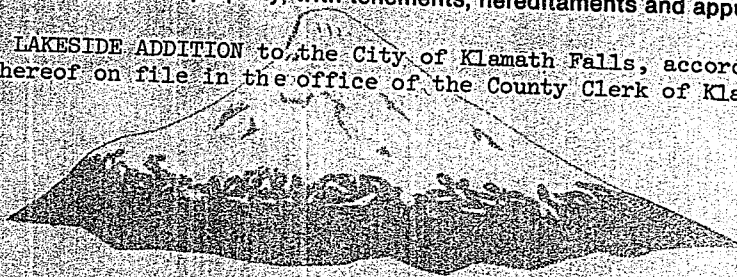 hereditaments and appu
LAKESIDE ADDITION to the City of Klamath Falls, accord
hereof on file in the office of the County Clerk of Kla